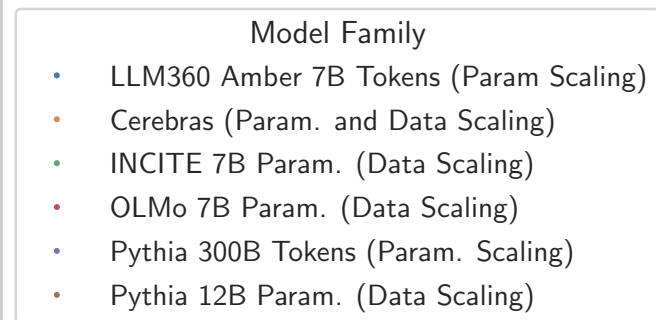 Model Family
LLM360 Amber 7B Tokens (Param Scaling)
Cerebras (Param. and Data Scaling)
INCITE 7B Param. (Data Scaling)
OLMo 7B Param. (Data Scaling)
Pythia 300B Tokens (Param. Scaling)
Pythia 12B Param. (Data Scaling)